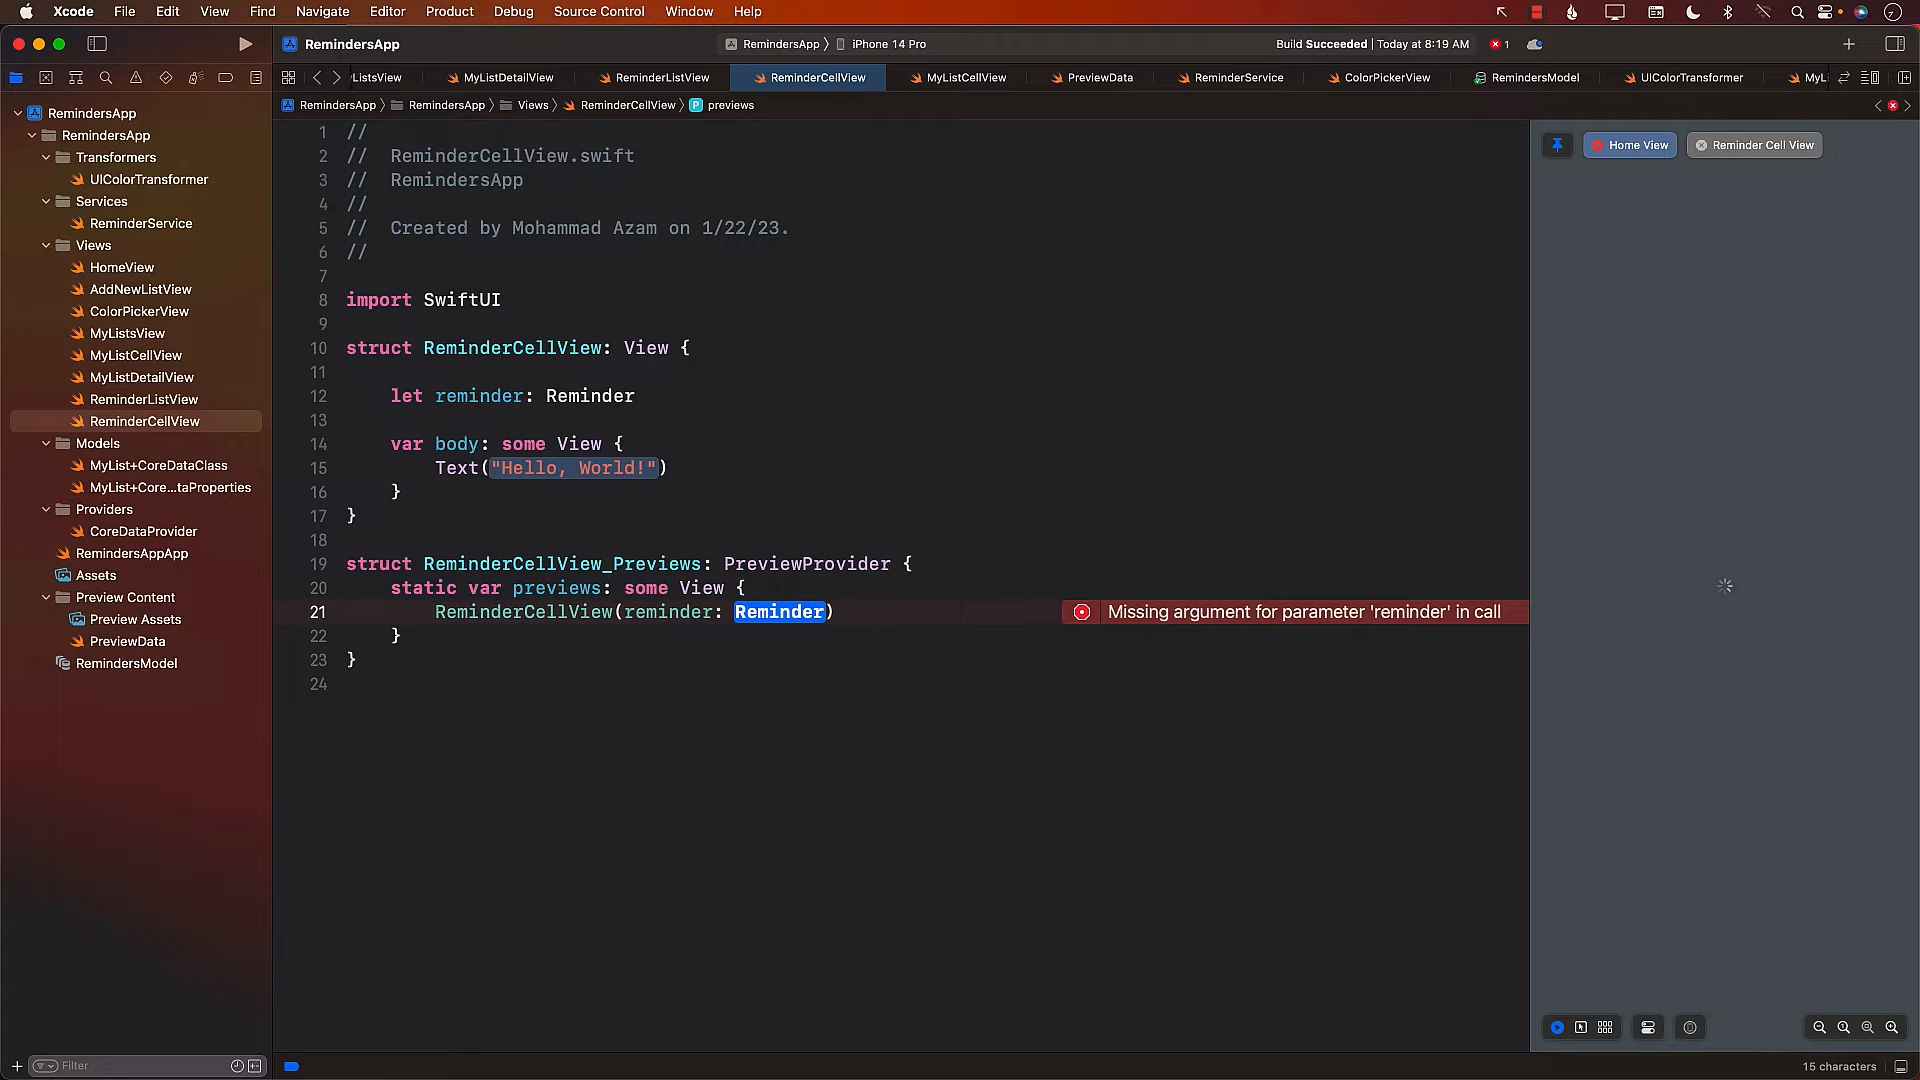 Xcode File Edit View Find Navigate Editor Product Debug Source Control Window Help
RemindersApp
RemindersApp iPhone 14 Pro
Build Succeeded | Today at 8:19 AM
1
ListsView MyListDetailView ReminderListView ReminderCellView MyListCellView PreviewData ReminderService ColorPickerView RemindersModel UIColorTransformer MyLi
RemindersApp RemindersApp Views ReminderCellView P previews
RemindersApp
RemindersApp
Transformers
UIColorTransformer
Services
ReminderService
Views
HomeView
AddNewListView
ColorPickerView
MyListsView
MyListCellView
MyListDetailView
ReminderListView
ReminderCellView
Models
MyList+CoreDataClass
MyList+Core...taProperties
Providers
CoreDataProvider
RemindersAppApp
Assets
Preview Content
Preview Assets
PreviewData
RemindersModel
Filter
1 //
2 // ReminderCellView.swift
3 // RemindersApp
4 //
5 // Created by Mohammad Azam on 1/22/23.
6 //
7
8 import SwiftUI
9
10 struct ReminderCellView: View {
11
12 let reminder: Reminder
13
14 var body: some View {
15 Text("Hello, World!")
16 }
17 }
18
19 struct ReminderCellView_Previews: PreviewProvider {
20 static var previews: some View {
21 ReminderCellView(reminder: Reminder)
Missing argument for parameter 'reminder' in call
22 }
23 }
24
Home View
Reminder Cell View
15 characters